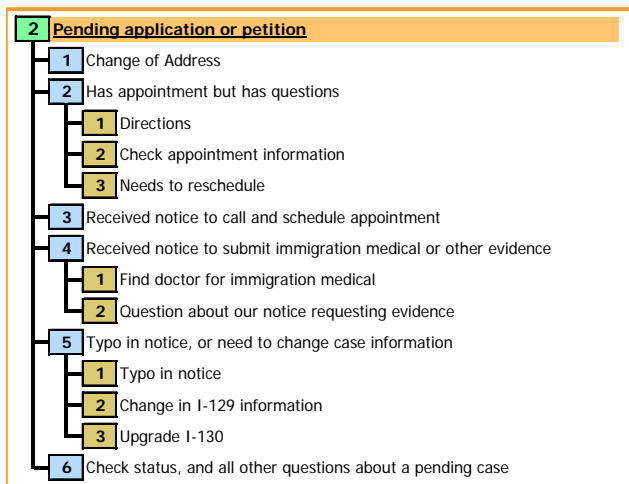 2 Pending application or petition
1 Change of Address
2 Has appointment but has questions
1 Directions
2 Check appointment information
3 Needs to reschedule
3 Received notice to call and schedule appointment
4 Received notice to submit immigration medical or other evidence
1 Find doctor for immigration medical
2 Question about our notice requesting evidence
5 Typo in notice, or need to change case information
1 Typo in notice
2 Change in I-129 information
3 Upgrade I-130
6 Check status, and all other questions about a pending case